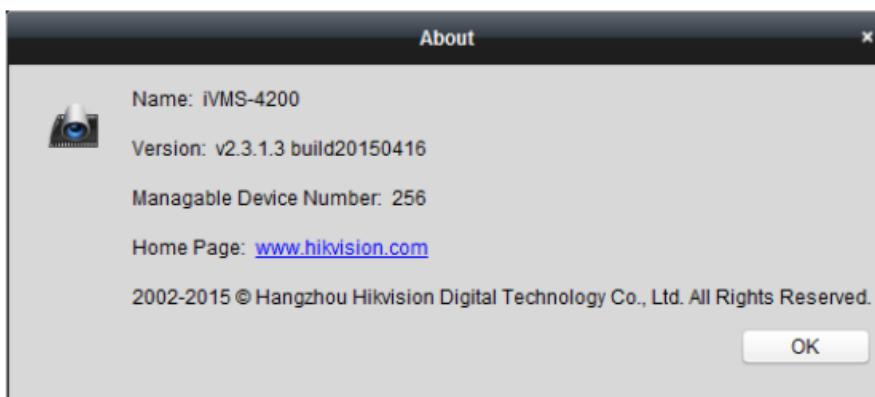 About
×
Name: iVMS-4200
Version: v2.3.1.3 build20150416
Managable Device Number: 256
Home Page: www.hikvision.com
2002-2015 © Hangzhou Hikvision Digital Technology Co., Ltd. All Rights Reserved.
OK